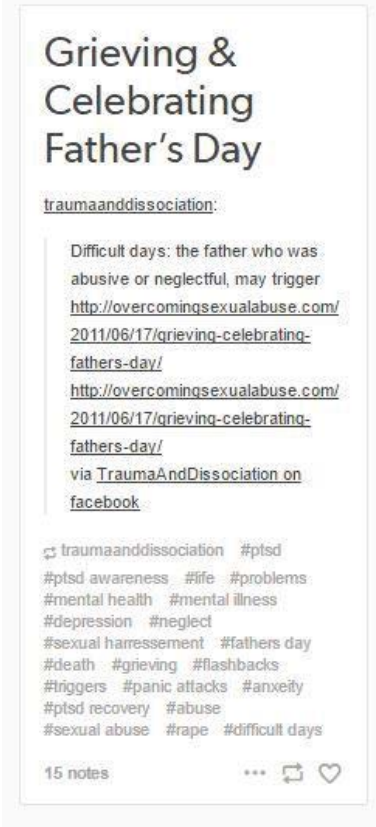 Grieving &
Celebrating
Father's Day
traumaanddissociation:
Difficult days: the father who was
abusive or neglectful, may trigger
http://overcomingsexualabuse.com/
2011/06/17/grieving-celebrating-
fathers-day/
http://overcomingsexualabuse.com/
2011/06/17/grieving-celebrating-
fathers-day/
via TraumaAndDissociation on
facebook
traumaanddissociation #ptsd
#ptsd awareness #life #problems
#mental health #mental illness
#depression #neglect
#sexual harressement #fathers day
#death #grieving #flashbacks
#triggers #panic attacks #anxeity
#ptsd recovery #abuse
#sexual abuse #rape #difficult days
15 notes